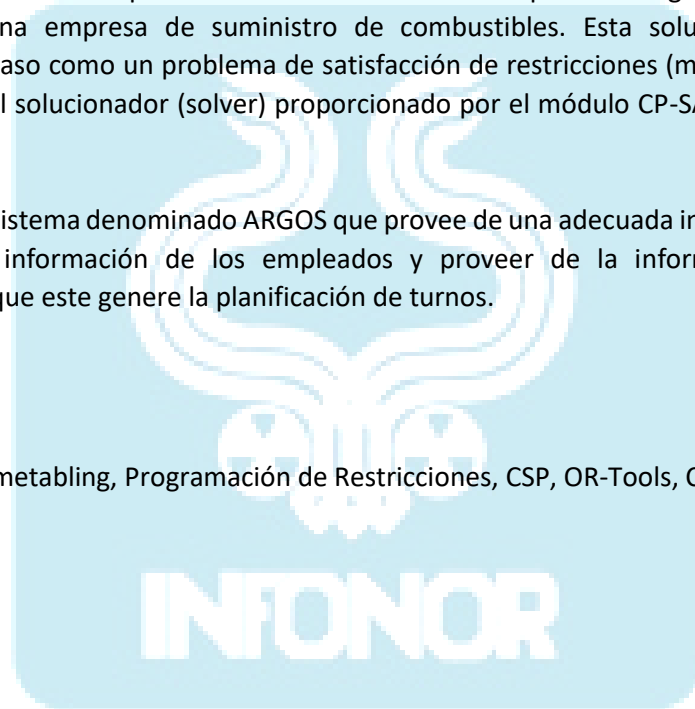 una empresa de suministro de combustibles. Esta solu
aso como un problema de satisfacción de restricciones (m
l solucionador (solver) proporcionado por el módulo CP-SA
istema denominado ARGOS que provee de una adecuada in
información de los empleados y proveer de la infor
que este genere la planificación de turnos.
metabling, Programación de Restricciones, CSP, OR-Tools, C
INFONOR